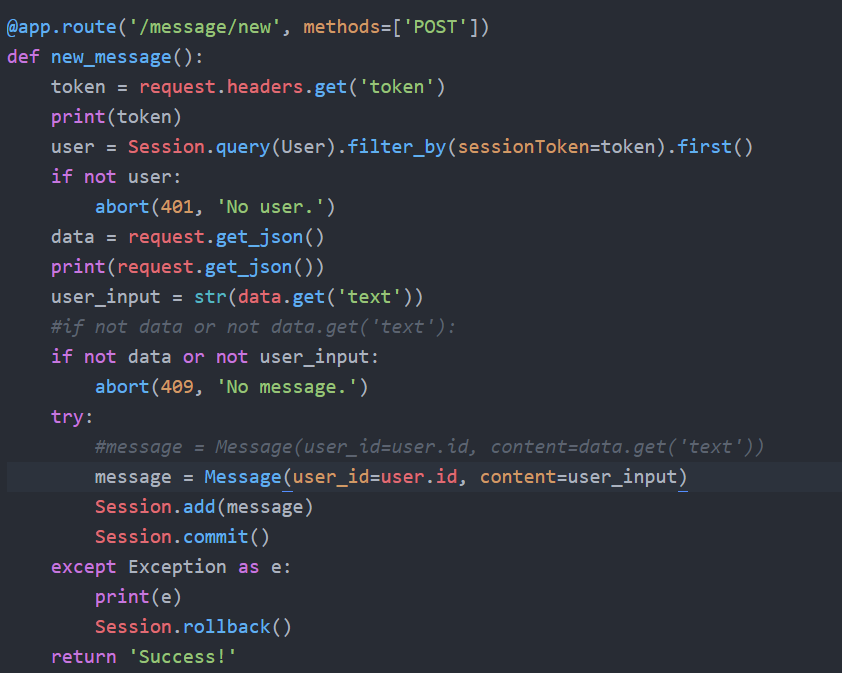 @app.route('/message/new', methods=['POST'])
def new_message():
    token = request.headers.get('token')
    print(token)
    user = Session.query(User).filter_by(sessionToken=token).first()
    if not user:
        abort(401, 'No user.')
    data = request.get_json()
    print(request.get_json())
    user_input = str(data.get('text'))
    #if not data or not data.get('text'):
    if not data or not user_input:
        abort(409, 'No message.')
    try:
        #message = Message(user_id=user.id, content=data.get('text'))
        message = Message(user_id=user.id, content=user_input)
        Session.add(message)
        Session.commit()
    except Exception as e:
        print(e)
        Session.rollback()
    return 'Success!'